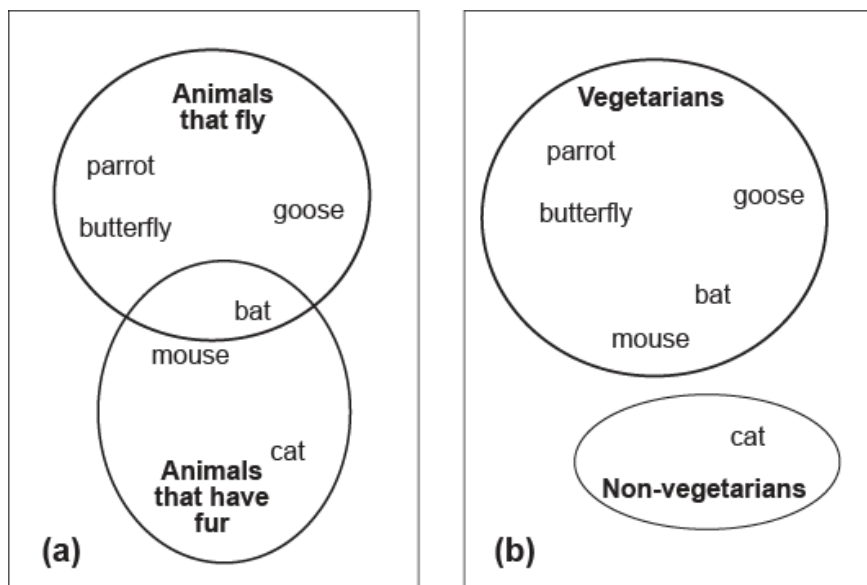 Animals
that fly
parrot
goose
butterfly
bat
mouse
cat
Animals
that have
fur
(a)
Vegetarians
parrot
goose
butterfly
bat
mouse
cat
Non-vegetarians
(b)